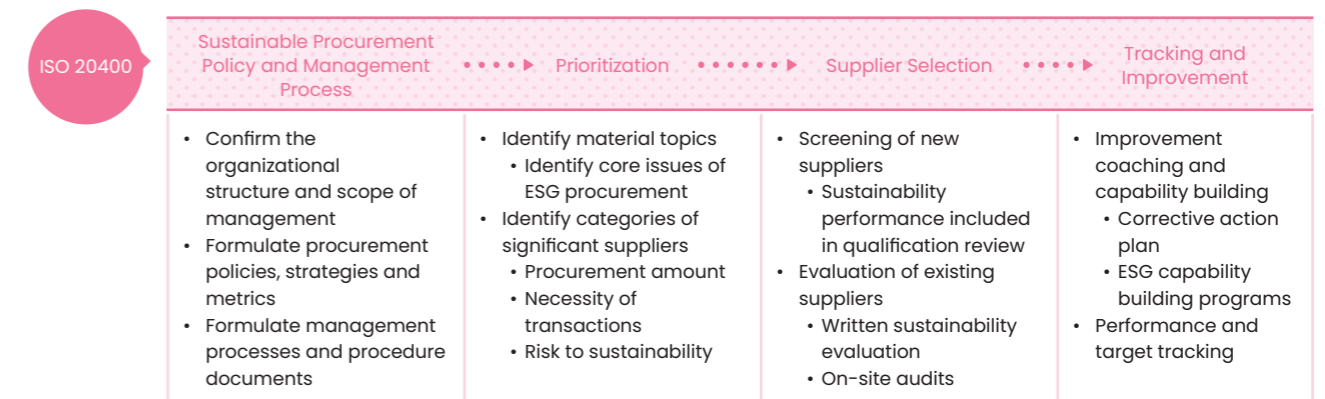 ISO 20400
Sustainable Procurement
Policy and Management
Process
Prioritization
Supplier Selection
Tracking and
Improvement
• Confirm the
organizational
structure and scope of
management
• Formulate procurement
policies, strategies and
metrics
• Formulate management
processes and procedure
documents
• Identify material topics
• Identify core issues of
ESG procurement
• Identify categories of
significant suppliers
• Procurement amount
• Necessity of
transactions
• Risk to sustainability
• Screening of new
suppliers
• Sustainability
performance included
in qualification review
• Evaluation of existing
suppliers
• Written sustainability
evaluation
• On-site audits
• Improvement
coaching and
capability building
• Corrective action
plan
• ESG capability
building programs
• Performance and
target tracking